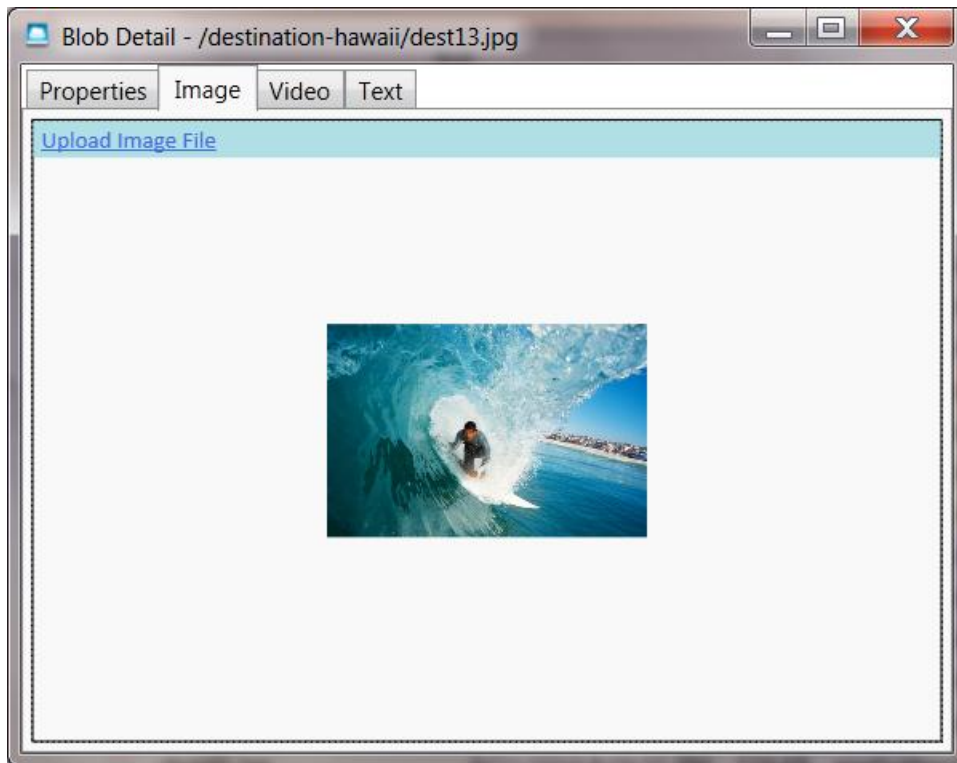 Blob Detail - /destination-hawaii/dest13.jpg
Properties Image Video Text
Upload Image File